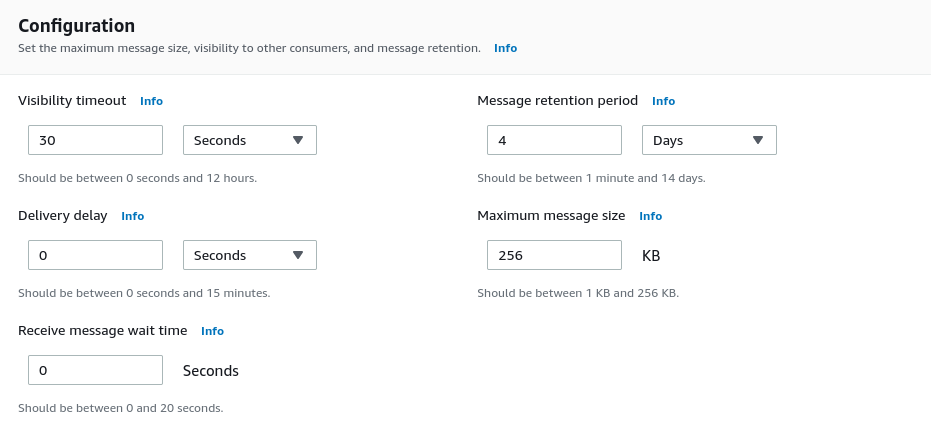 Configuration
Set the maximum message size, visibility to other consumers, and message retention. Info
Visibility timeout Info
30 Seconds
Should be between 0 seconds and 12 hours.
Message retention period Info
4 Days
Should be between 1 minute and 14 days.
Delivery delay Info
0 Seconds
Should be between 0 seconds and 15 minutes.
Maximum message size Info
256 KB
Should be between 1 KB and 256 KB.
Receive message wait time Info
0 Seconds
Should be between 0 and 20 seconds.